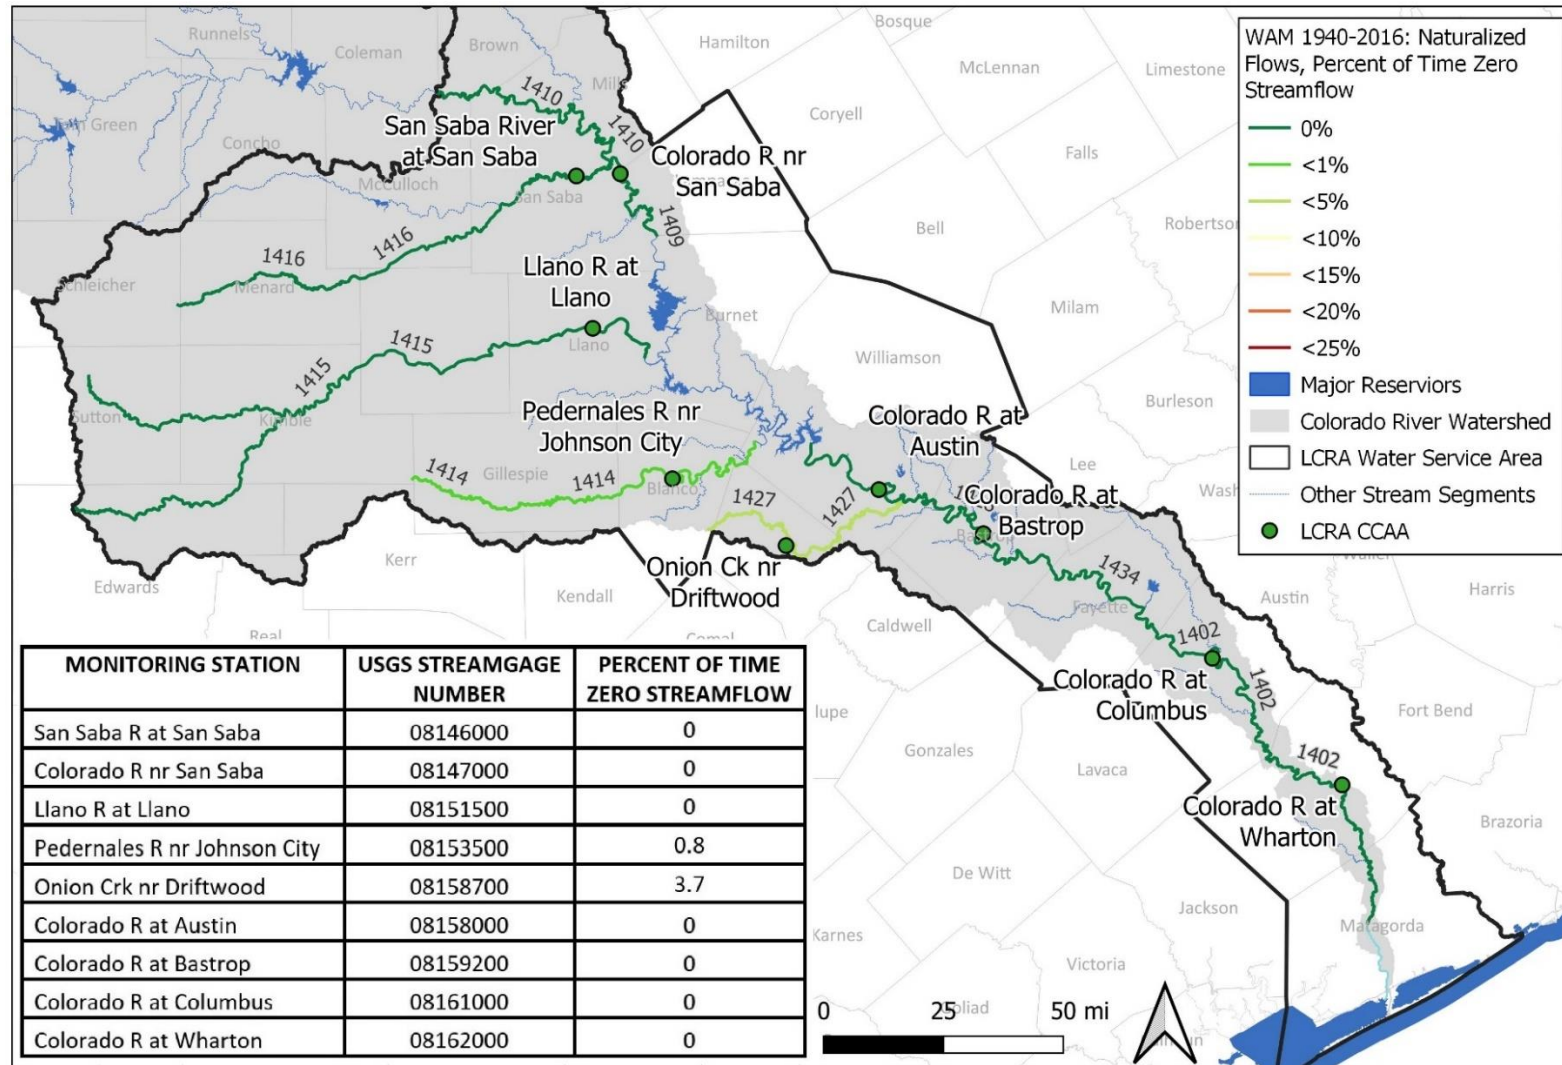 Runnels
Coleman
Brown
Hamilton
Bosque
McLennan
Limestone
Mills
Coryell
Falls
Concho
McCulloch
San Saba
Bell
Robertson
Schleicher
Menard
Burnet
Milam
Llano
Williamson
Sutton
Kimble
Burleson
Gillespie
Blanco
Lee
Bastrop
Kerr
Edwards
Kendall
Real
Comal
Caldwell
Fayette
Austin
Harris
Gonzales
Lavaca
Fort Bend
De Witt
Brazoria
Karnes
Jackson
Matagorda
Victoria
1410
1410
San Saba River
at San Saba
Colorado R nr
San Saba
1409
1416
1416
Llano R at
Llano
1415
1415
Pedernales R nr
Johnson City
1414
1414
Colorado R at
Austin
1427
1427
Colorado R at
Bastrop
Onion Ck nr
Driftwood
1434
1402
Colorado R at
Columbus
1402
1402
Colorado R at
Wharton
WAM 1940-2016: Naturalized
Flows, Percent of Time Zero
Streamflow
0%
<1%
<5%
<10%
<15%
<20%
<25%
Major Reserviors
Colorado River Watershed
LCRA Water Service Area
Other Stream Segments
LCRA CCAA
MONITORING STATION USGS STREAMGAGE NUMBER PERCENT OF TIME ZERO STREAMFLOW
San Saba R at San Saba 08146000 0
Colorado R nr San Saba 08147000 0
Llano R at Llano 08151500 0
Pedernales R nr Johnson City 08153500 0.8
Onion Crk nr Driftwood 08158700 3.7
Colorado R at Austin 08158000 0
Colorado R at Bastrop 08159200 0
Colorado R at Columbus 08161000 0
Colorado R at Wharton 08162000 0
0 25 50 mi